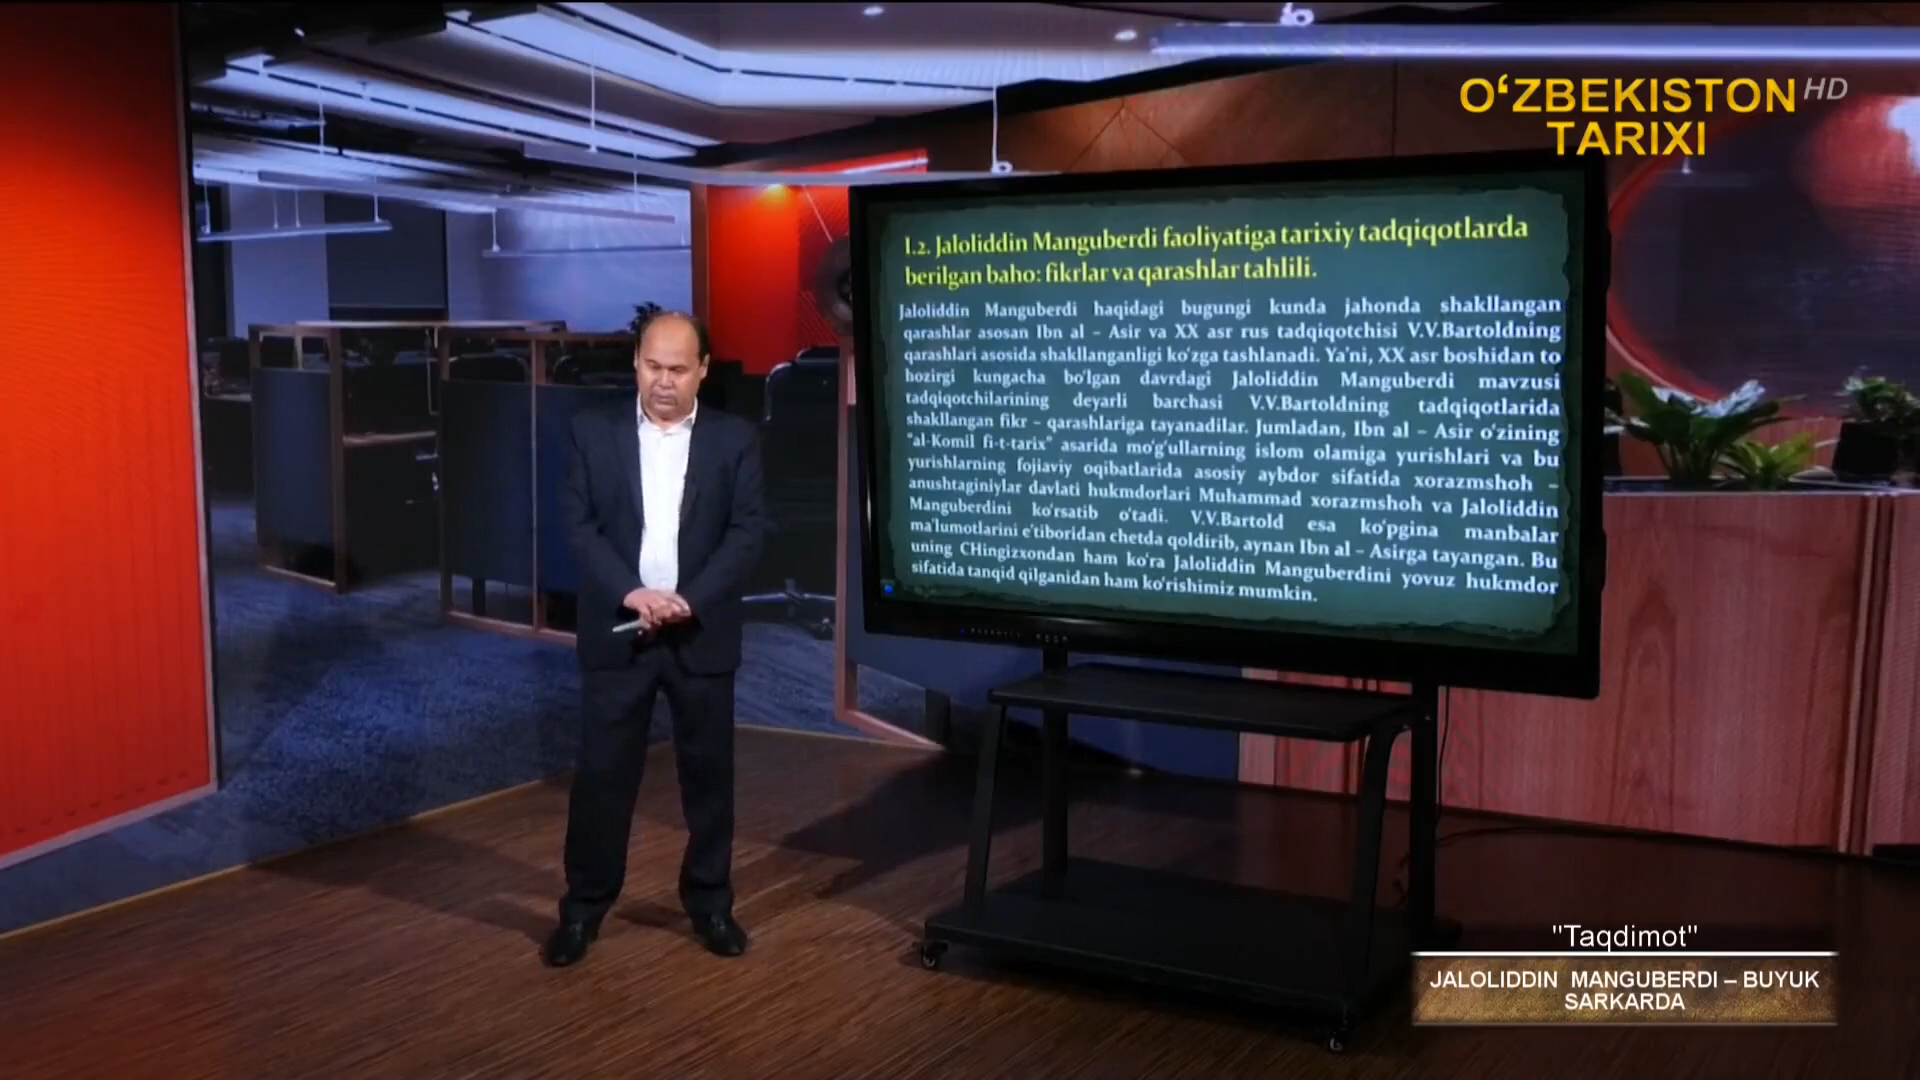 O‘ZBEKISTON HD
TARIXI
I.2. Jaloliddin Manguberdi faoliyatiga tarixiy tadqiqotlarda
berilgan baho: fikrlar va qarashlar tahlili.
Jaloliddin Manguberdi haqidagi bugungi kunda jahonda shakllangan
qarashlar asosan Ibn al – Asir va XX asr rus tadqiqotchisi V.V.Bartoldning
qarashlari asosida shakllanganligi ko'zga tashlanadi. Ya'ni, XX asr boshidan to
hozirgi kungacha bo'lgan davrdagi Jaloliddin Manguberdi mavzusi
tadqiqotchilarining deyarli barchasi V.V.Bartoldning tadqiqotlarida
shakllangan fikr – qarashlariga tayanadilar. Jumladan, Ibn al – Asir o'zining
"al-Komil fi-t-tarix" asarida mo'g'ullarning islom olamiga yurishlari va bu
yurishlarning fojiaviy oqibatlarida asosiy aybdor sifatida xorazmshoh –
anushtaginiylar davlati hukmdorlari Muhammad xorazmshoh va Jaloliddin
Manguberdini ko'rsatib o'tadi. V.V.Bartold esa ko'pgina manbalar
ma'lumotlarini e'tiboridan chetda qoldirib, aynan Ibn al – Asirga tayangan. Bu
uning CHingizxondan ham ko'ra Jaloliddin Manguberdini yovuz hukmdor
sifatida tanqid qilganidan ham ko'rishimiz mumkin.
"Taqdimot"
JALOLIDDIN MANGUBERDI – BUYUK
SARKARDA